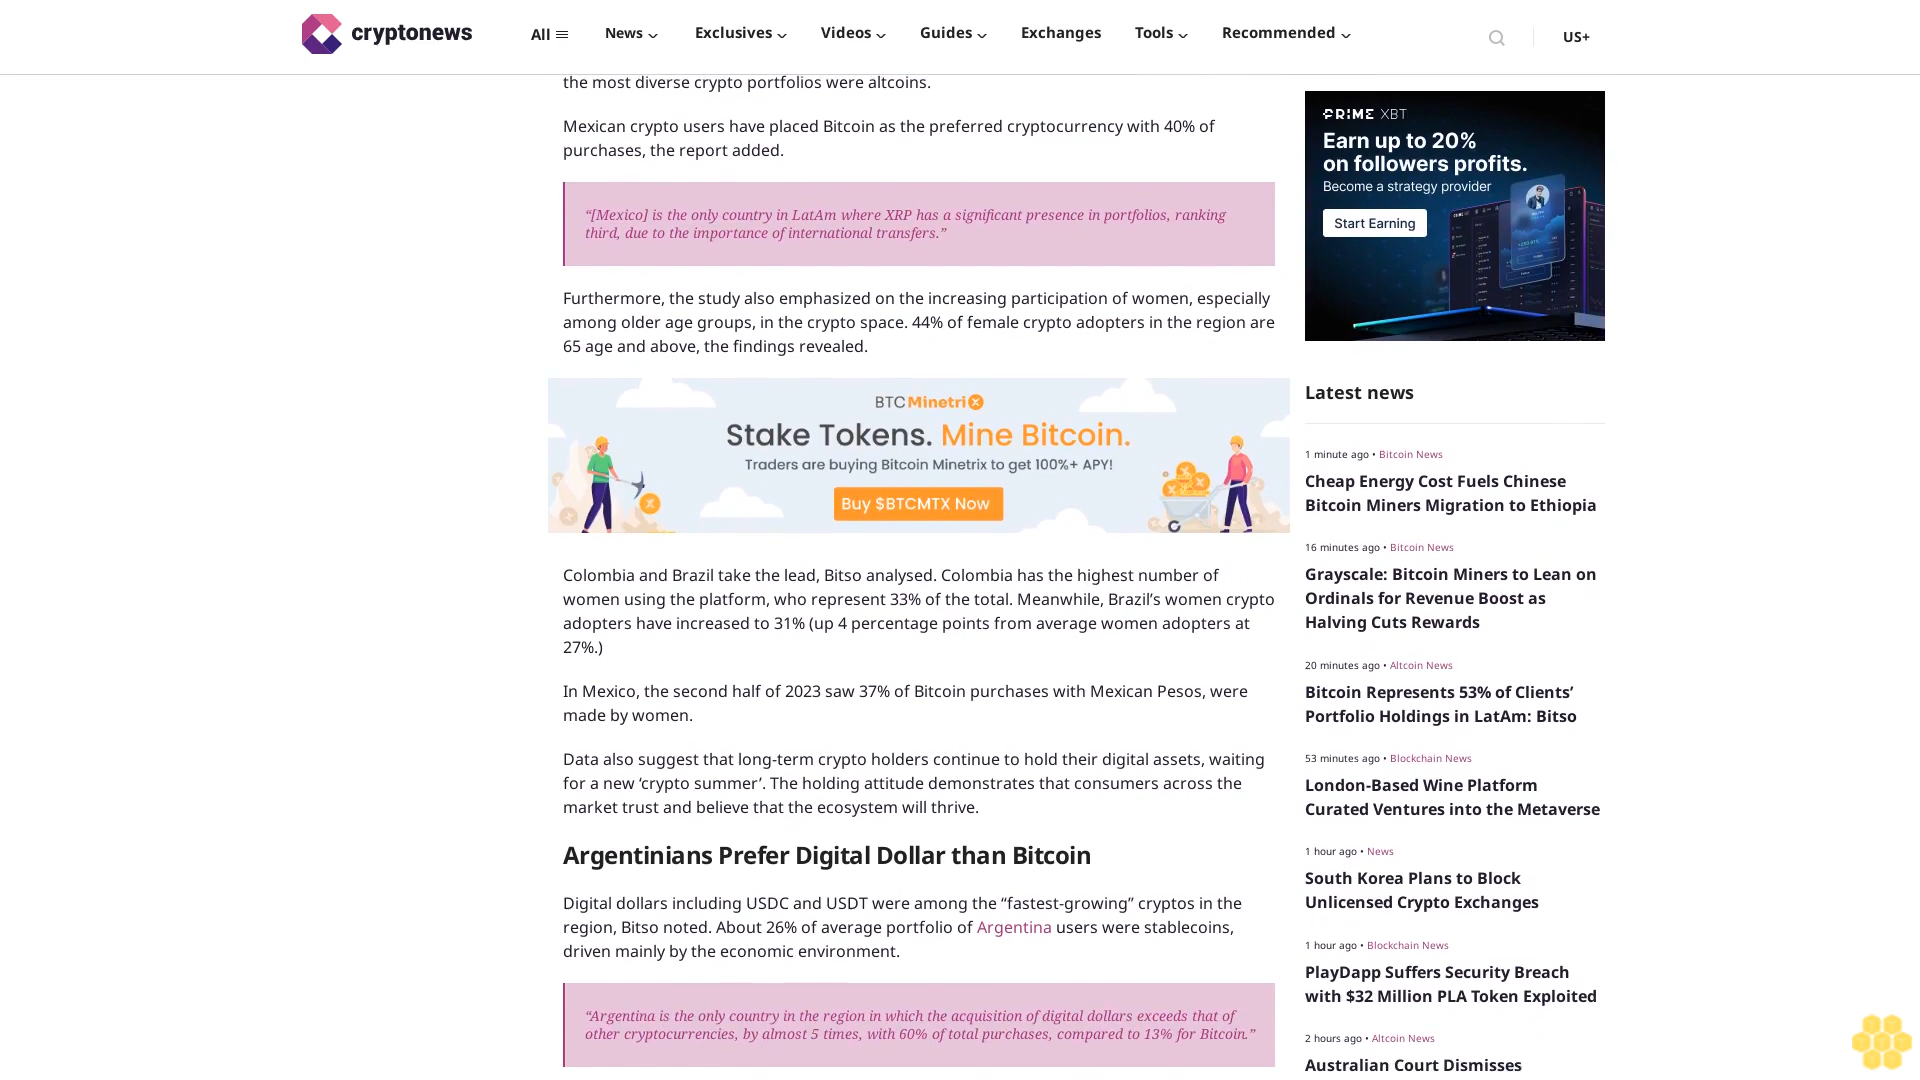 cryptonews
All
News
Exclusives
Videos
Guides
Exchanges
Tools
Recommended
US+
the most diverse crypto portfolios were altcoins.
Mexican crypto users have placed Bitcoin as the preferred cryptocurrency with 40% of
purchases, the report added.
“[Mexico] is the only country in LatAm where XRP has a significant presence in portfolios, ranking
third, due to the importance of international transfers.”
Furthermore, the study also emphasized on the increasing participation of women, especially
among older age groups, in the crypto space. 44% of female crypto adopters in the region are
65 age and above, the findings revealed.
BTC Minetrix
Stake Tokens. Mine Bitcoin.
Traders are buying Bitcoin Minetrix to get 100%+ APY!
Buy $BTCMTX Now
Colombia and Brazil take the lead, Bitso analysed. Colombia has the highest number of
women using the platform, who represent 33% of the total. Meanwhile, Brazil’s women crypto
adopters have increased to 31% (up 4 percentage points from average women adopters at
27%.)
In Mexico, the second half of 2023 saw 37% of Bitcoin purchases with Mexican Pesos, were
made by women.
Data also suggest that long-term crypto holders continue to hold their digital assets, waiting
for a new ‘crypto summer’. The holding attitude demonstrates that consumers across the
market trust and believe that the ecosystem will thrive.
Argentinians Prefer Digital Dollar than Bitcoin
Digital dollars including USDC and USDT were among the “fastest-growing” cryptos in the
region, Bitso noted. About 26% of average portfolio of Argentina users were stablecoins,
driven mainly by the economic environment.
“Argentina is the only country in the region in which the acquisition of digital dollars exceeds that of
other cryptocurrencies, by almost 5 times, with 60% of total purchases, compared to 13% for Bitcoin.”
PRIME XBT
Earn up to 20%
on followers profits.
Become a strategy provider
Start Earning
Latest news
1 minute ago • Bitcoin News
Cheap Energy Cost Fuels Chinese
Bitcoin Miners Migration to Ethiopia
16 minutes ago • Bitcoin News
Grayscale: Bitcoin Miners to Lean on
Ordinals for Revenue Boost as
Halving Cuts Rewards
20 minutes ago • Altcoin News
Bitcoin Represents 53% of Clients’
Portfolio Holdings in LatAm: Bitso
53 minutes ago • Blockchain News
London-Based Wine Platform
Curated Ventures into the Metaverse
1 hour ago • News
South Korea Plans to Block
Unlicensed Crypto Exchanges
1 hour ago • Blockchain News
PlayDapp Suffers Security Breach
with $32 Million PLA Token Exploited
2 hours ago • Altcoin News
Australian Court Dismisses